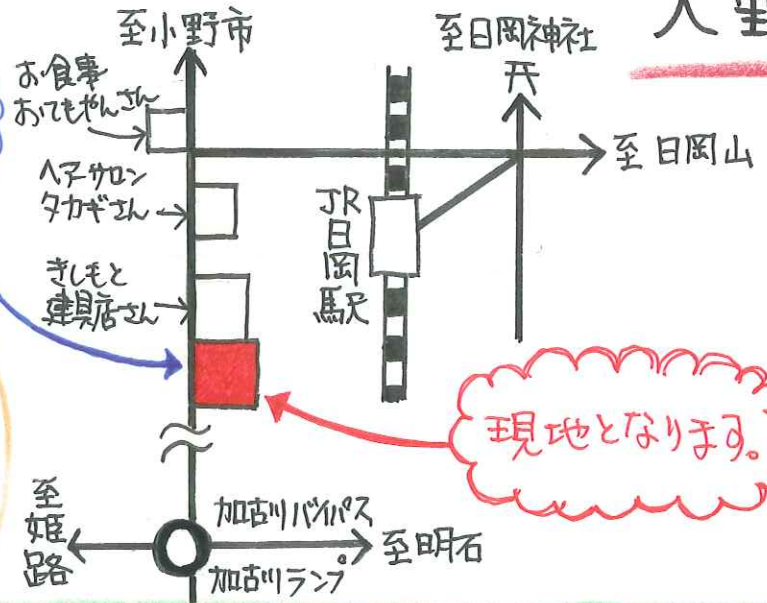 至小野市
至日岡神社
お食事
おてもやんさん
至日岡山
ヘアーサロン
タカギさん
JR
日
岡
駅
きしもと
建具店さん
現地となります。
至
姫
路
加古川バイパス
至明石
加古川ランプ